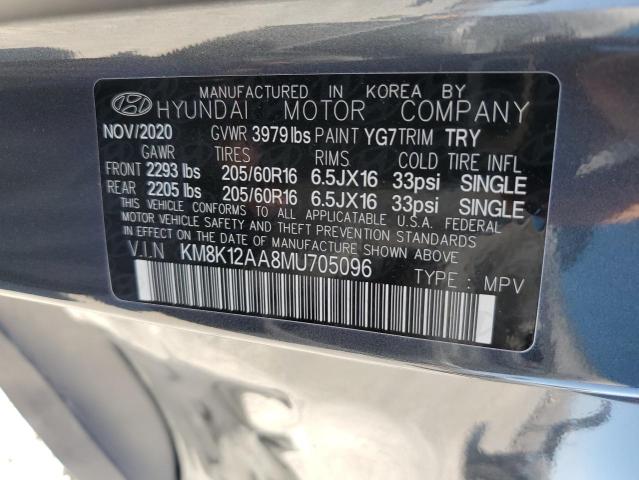 MANUFACTURED IN KOREA BY
HYUNDAI MOTOR COMPANY
NOV/2020 GVWR 3979 lbs PAINT YG7 TRIM TRY
GAWR TIRES RIMS COLD TIRE INFL
FRONT 2293 lbs 205/60R16 6.5JX16 33psi SINGLE
REAR 2205 lbs 205/60R16 6.5JX16 33psi SINGLE
THIS VEHICLE CONFORMS TO ALL APPLICATABLE U.S.A. FEDERAL
MOTOR VEHICLE SAFETY, BUMPER, AND THEFT PREVENTION
STANDARDS IN EFFECT ON THE DATE OF MANUFACTURE SHOWN ABOVE
V.I.N KM8K12AA8MU705096
TYPE : MPV